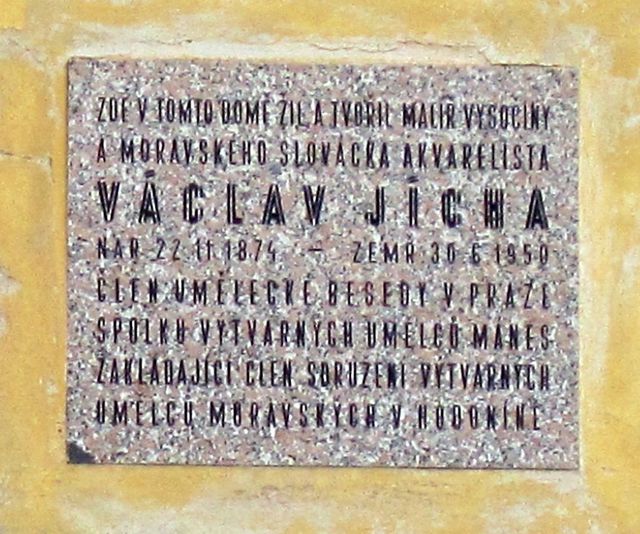 ZDE V TOMTO DOMĚ ŽIL A TVOŘIL MALÍŘ VYSOČINY
A MORAVSKÉHO SLOVÁCKA AKVARELISTA
VÁCLAV JÍCHA
NAR 22 11 1874 – ZEMŘ 30 6 1950
ČLEN UMĚLECKÉ BESEDY V PRAZE
SPOLKU VÝTVARNÝCH UMĚLCŮ MÁNES
ZAKLÁDAJÍCÍ ČLEN SDRUŽENÍ VÝTVARNÝCH
UMĚLCŮ MORAVSKÝCH V HODONÍNĚ